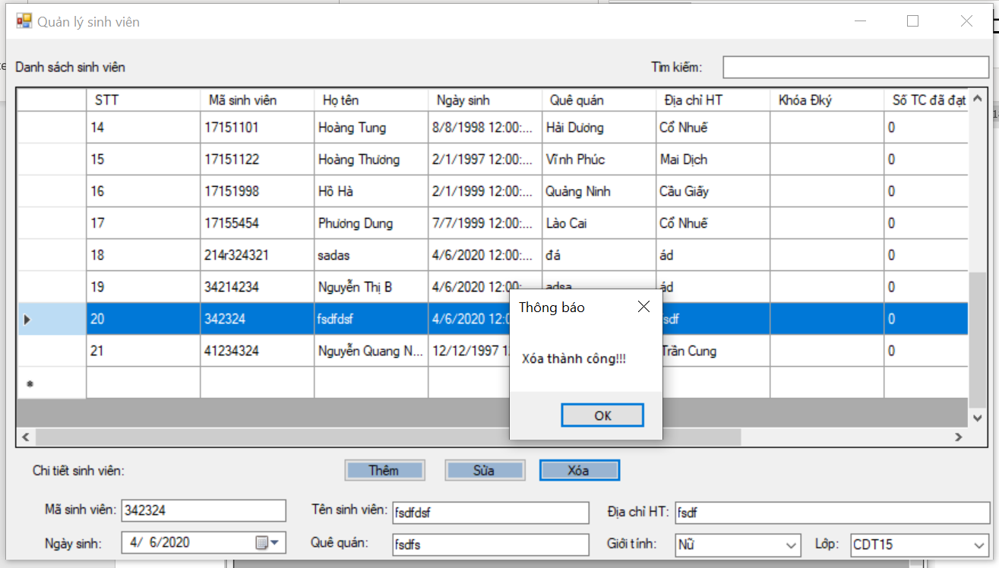 Quản lý sinh viên
Danh sách sinh viên Tìm kiếm:
STT Mã sinh viên Họ tên Ngày sinh Quê quán Địa chỉ HT Khóa Đký Số TC đã đạt
14 17151101 Hoàng Tung 8/8/1998 12:00:... Hải Dương Cổ Nhuế 0
15 17151122 Hoàng Thương 2/1/1997 12:00:... Vĩnh Phúc Mai Dịch 0
16 17151998 Hồ Hà 2/1/1999 12:00:... Quảng Ninh Cầu Giấy 0
17 17155454 Phương Dung 7/7/1999 12:00:... Lào Cai Cổ Nhuế 0
18 214r324321 sadas 4/6/2020 12:00:... đá ád 0
19 34214234 Nguyễn Thị B 4/6/2020 12:00: adsa ád 0
20 342324 fsdfdsf 4/6/2020 12:0 sdf 0
21 41234324 Nguyễn Quang N... 12/12/1997 1 Trần Cung 0
Thông báo
Xóa thành công!!!
OK
Chi tiết sinh viên: Thêm Sửa Xóa
Mã sinh viên: 342324 Tên sinh viên: fsdfdsf Địa chỉ HT: fsdf
Ngày sinh: 4/ 6/2020 Quê quán: fsdfs Giới tính: Nữ Lớp: CDT15